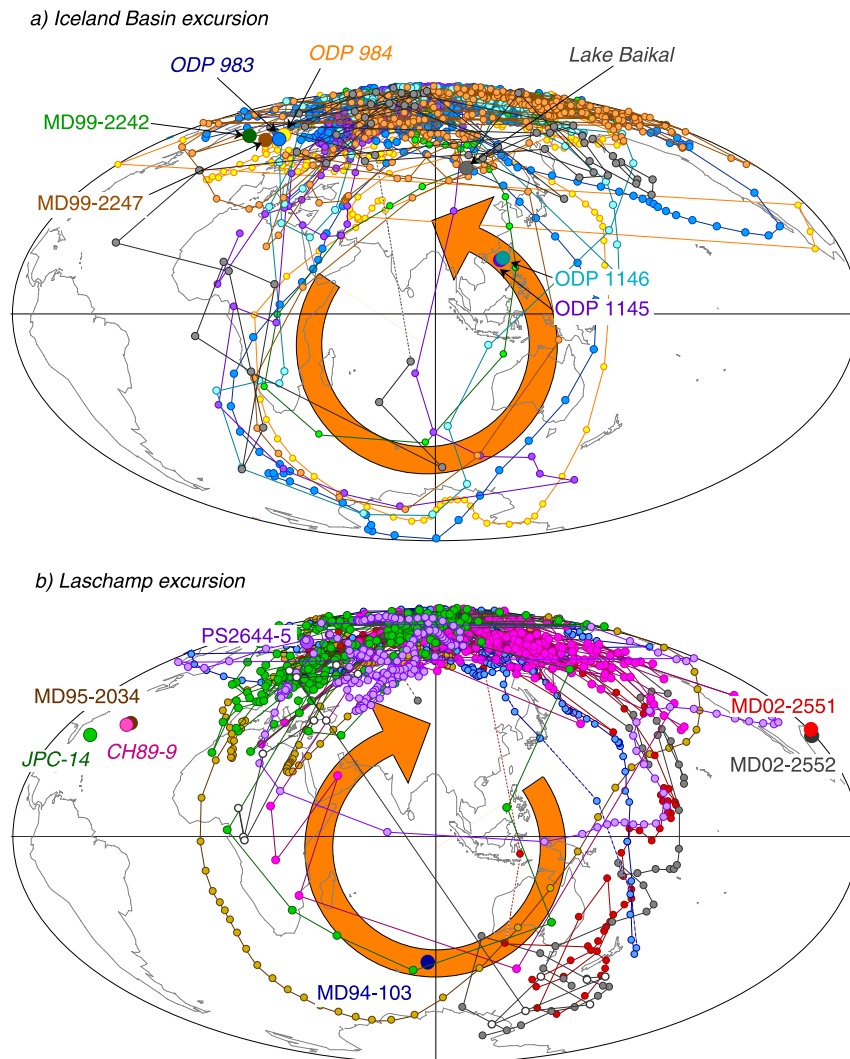 a) Iceland Basin excursion
ODP 983
ODP 984
Lake Baikal
MD99-2242
MD99-2247
ODP 1146
ODP 1145
b) Laschamp excursion
PS2644-5
MD95-2034
JPC-14
CH89-9
MD02-2551
MD02-2552
MD94-103